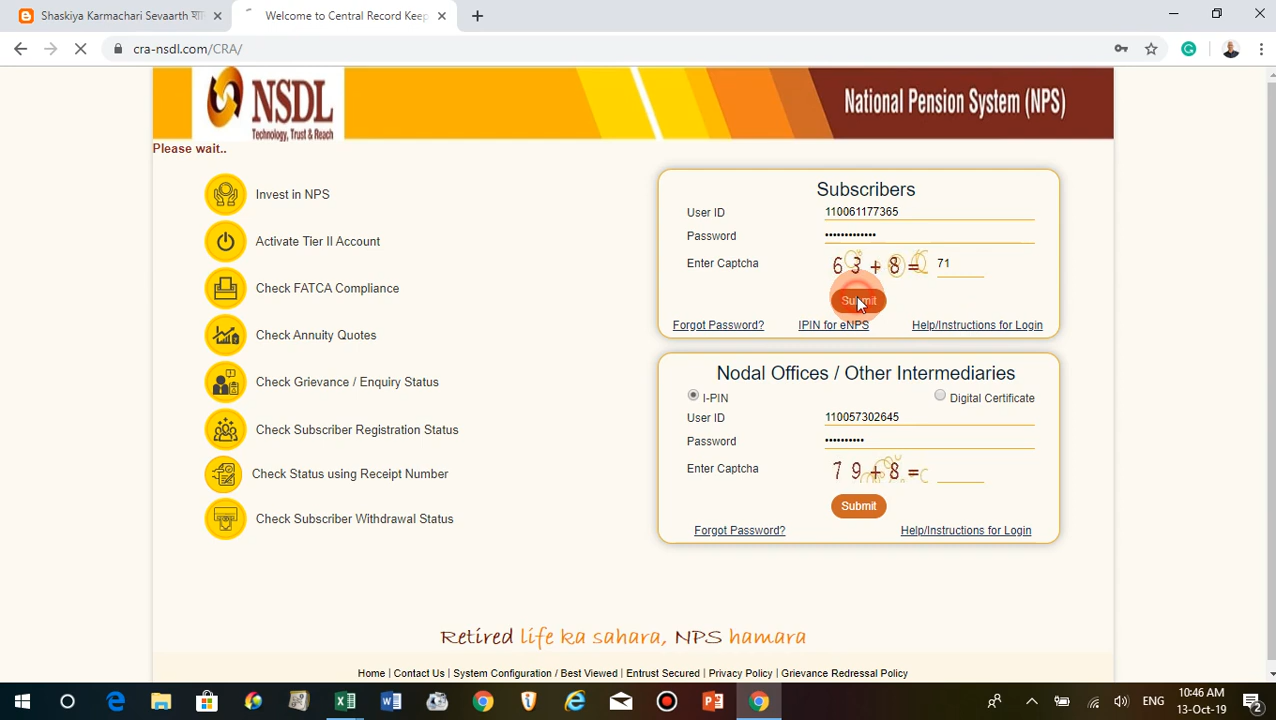 Shaskiya Karmachari Sevaarth
Welcome to Central Record Keep
cra-nsdl.com/CRA/
NSDL
Technology, Trust & Reach
National Pension System (NPS)
Please wait..
Invest in NPS
Activate Tier II Account
Check FATCA Compliance
Check Annuity Quotes
Check Grievance / Enquiry Status
Check Subscriber Registration Status
Check Status using Receipt Number
Check Subscriber Withdrawal Status
Subscribers
User ID 110061177365
Password •••••••••••••
Enter Captcha 6 3 + 8 = 71
Submit
Forgot Password? IPIN for eNPS Help/Instructions for Login
Nodal Offices / Other Intermediaries
I-PIN Digital Certificate
User ID 110057302645
Password ••••••••••
Enter Captcha 7 9 + 8 =
Submit
Forgot Password? Help/Instructions for Login
Retired life ka sahara, NPS hamara
Home | Contact Us | System Configuration / Best Viewed | Entrust Secured | Privacy Policy | Grievance Redressal Policy
ENG
10:46 AM
13-Oct-19
2